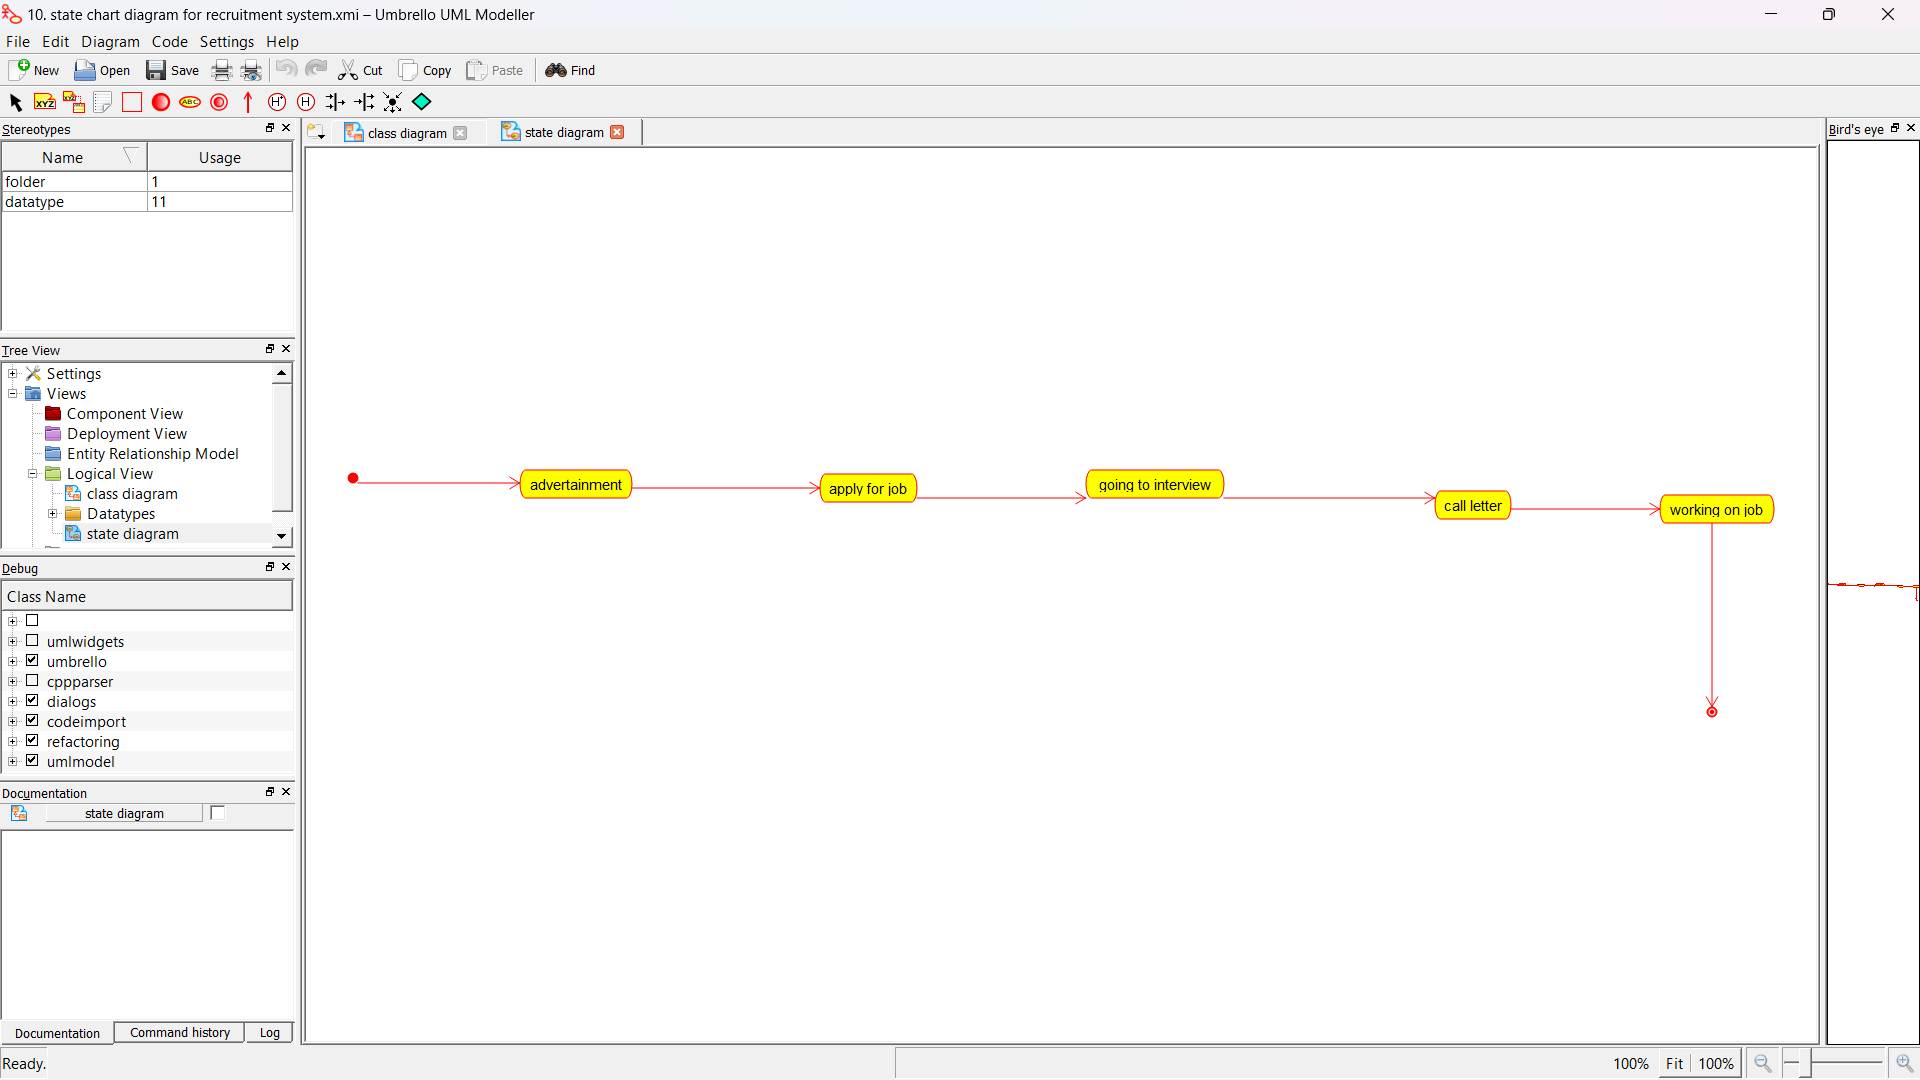 10. state chart diagram for recruitment system.xmi – Umbrello UML Modeller
File Edit Diagram Code Settings Help
New Open Save Cut Copy Paste Find
XYZ XYZ ABC H* H
Stereotypes
class diagram
state diagram
Bird's eye
Name Usage
folder 1
datatype 11
Tree View
Settings
Views
Component View
Deployment View
Entity Relationship Model
Logical View
class diagram
Datatypes
state diagram
advertainment
apply for job
going to interview
call letter
working on job
Debug
Class Name
umlwidgets
umbrello
cppparser
dialogs
codeimport
refactoring
umlmodel
Documentation
state diagram
Documentation Command history Log
Ready.
100% Fit 100%